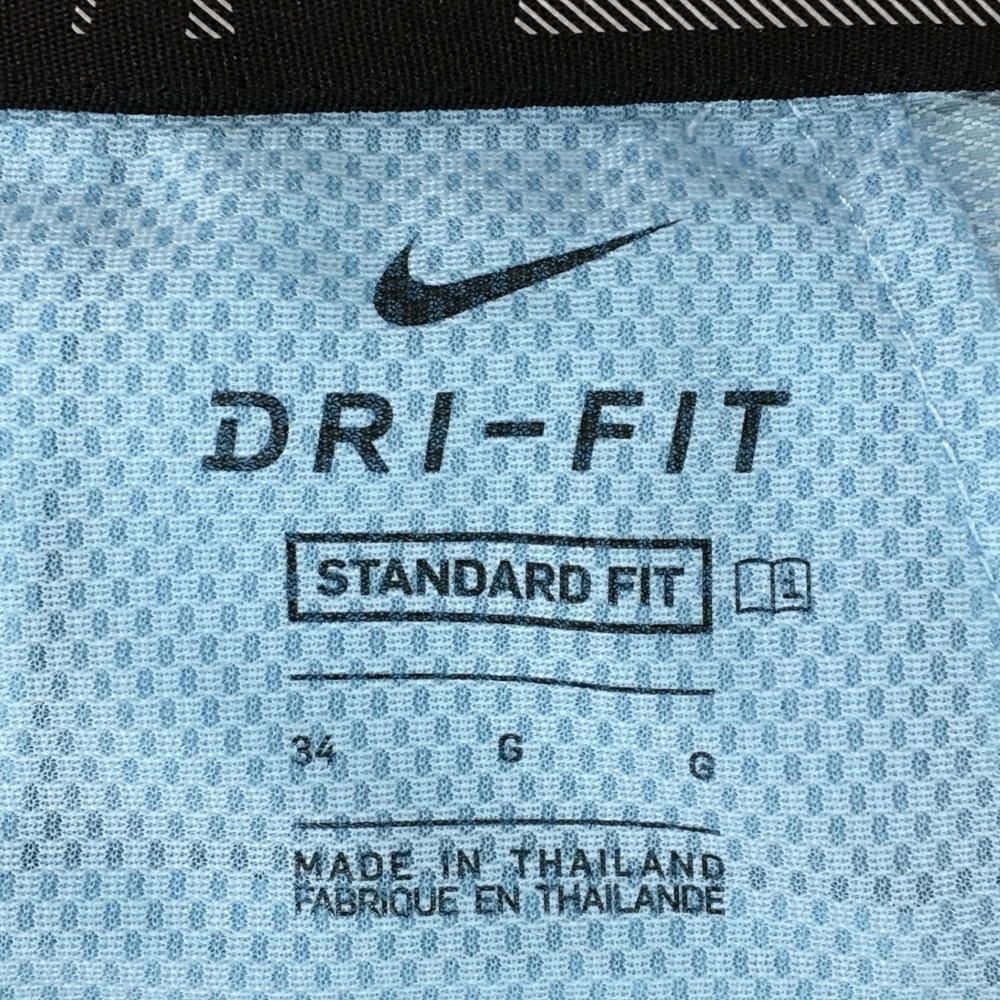 DRI-FIT
STANDARD FIT 1
34 G G
MADE IN THAILAND
FABRIQUE EN THAILANDE